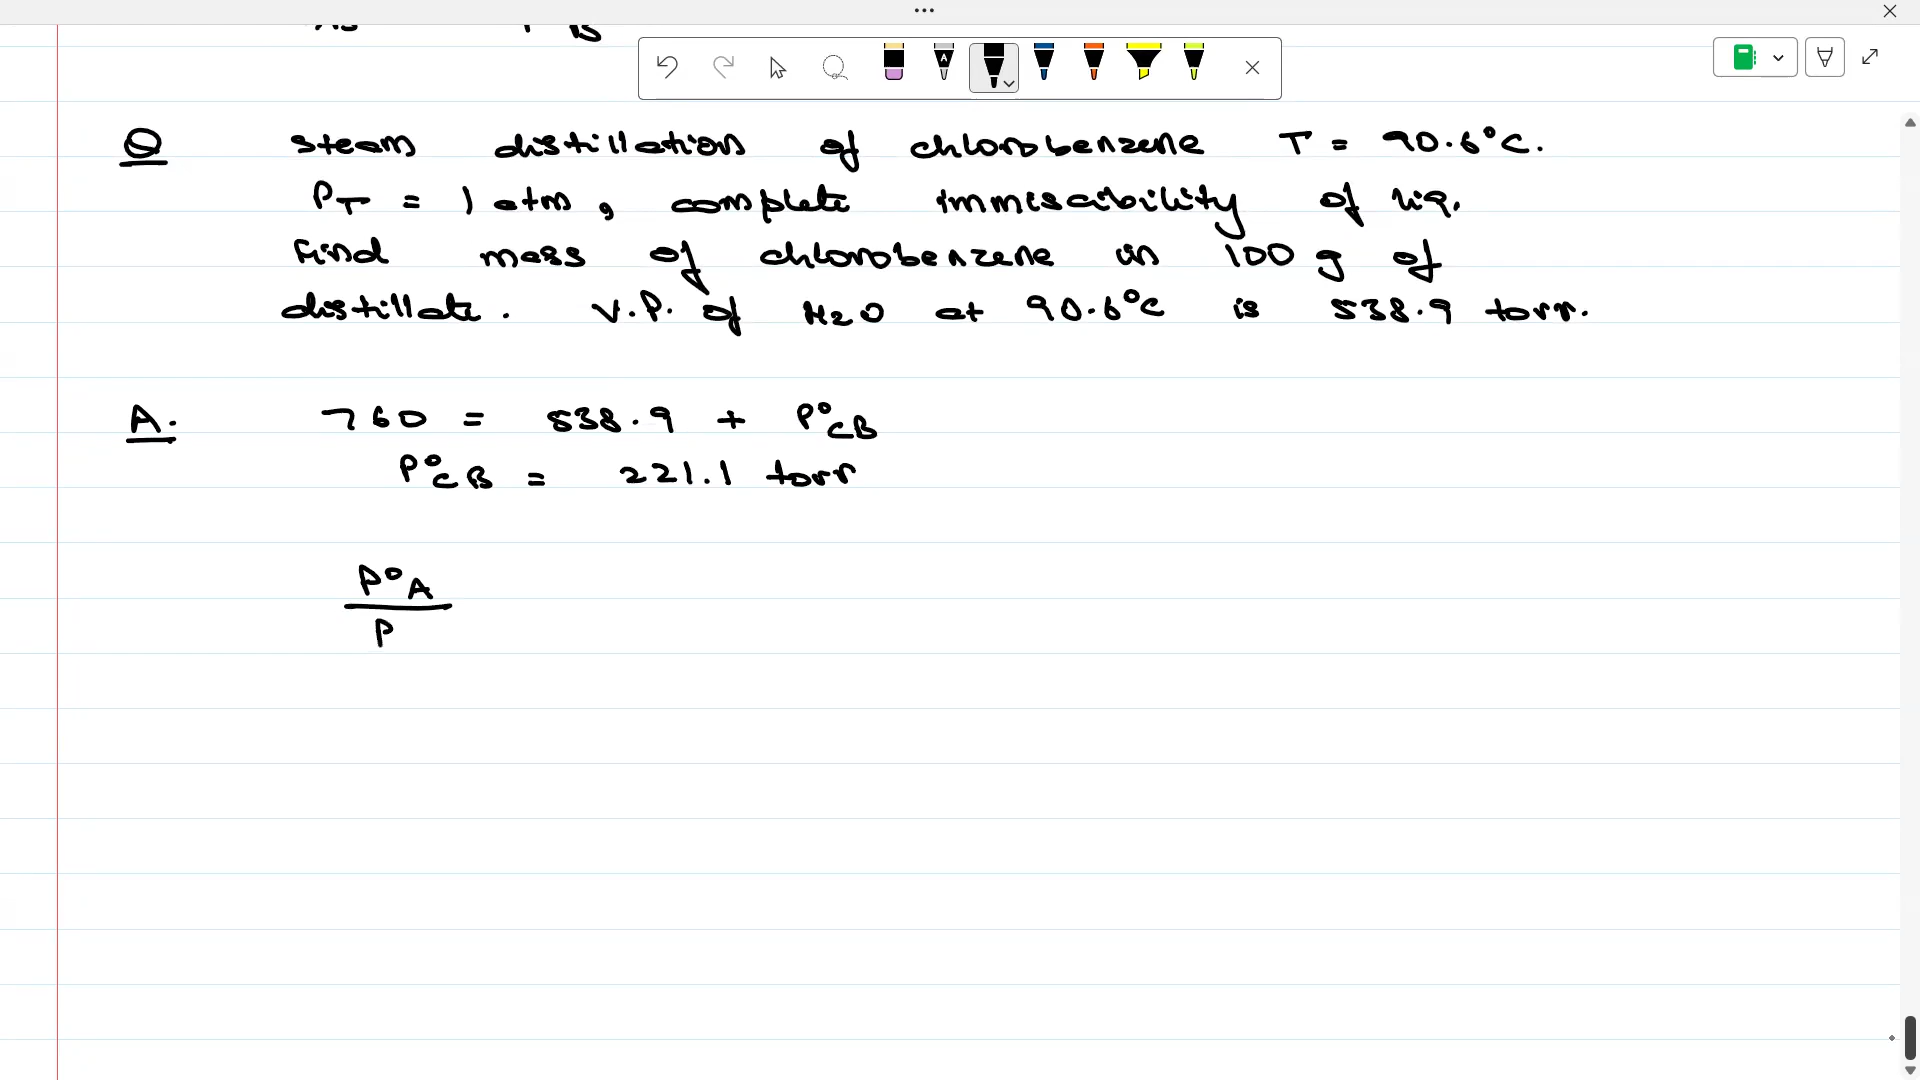 Q steam distillation of chlorobenzene T = 90.6°C.
P_T = 1 atm, complete immiscibility of liq.
Find mass of chlorobenzene in 100 g of
distillate. V.P. of H2O at 90.6°C is 538.9 torr.
A. 760 = 538.9 + P°CB
P°CB = 221.1 torr
P°A
P